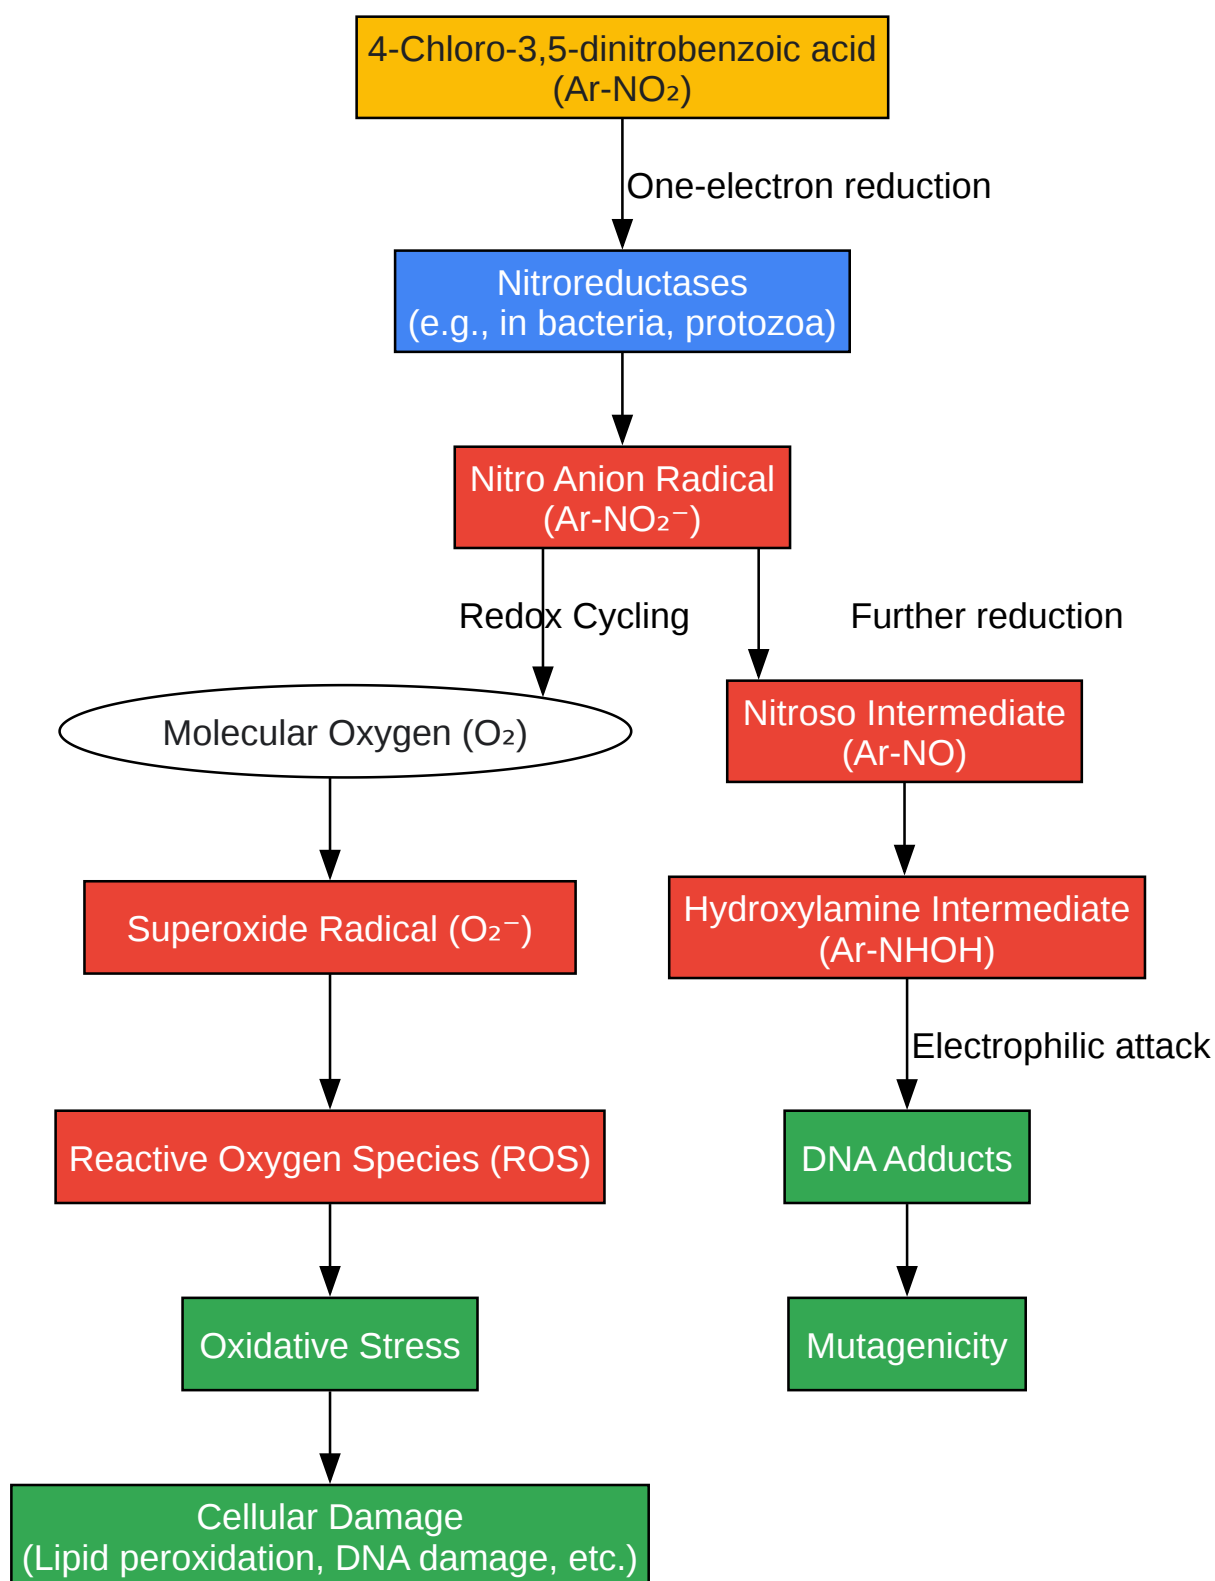 4-Chloro-3,5-dinitrobenzoic acid
(Ar-NO₂)
One-electron reduction
Nitroreductases
(e.g., in bacteria, protozoa)
Nitro Anion Radical
(Ar-NO₂⁻)
Redox Cycling
Further reduction
Molecular Oxygen (O₂)
Nitroso Intermediate
(Ar-NO)
Superoxide Radical (O₂⁻)
Hydroxylamine Intermediate
(Ar-NHOH)
Electrophilic attack
Reactive Oxygen Species (ROS)
DNA Adducts
Oxidative Stress
Mutagenicity
Cellular Damage
(Lipid peroxidation, DNA damage, etc.)